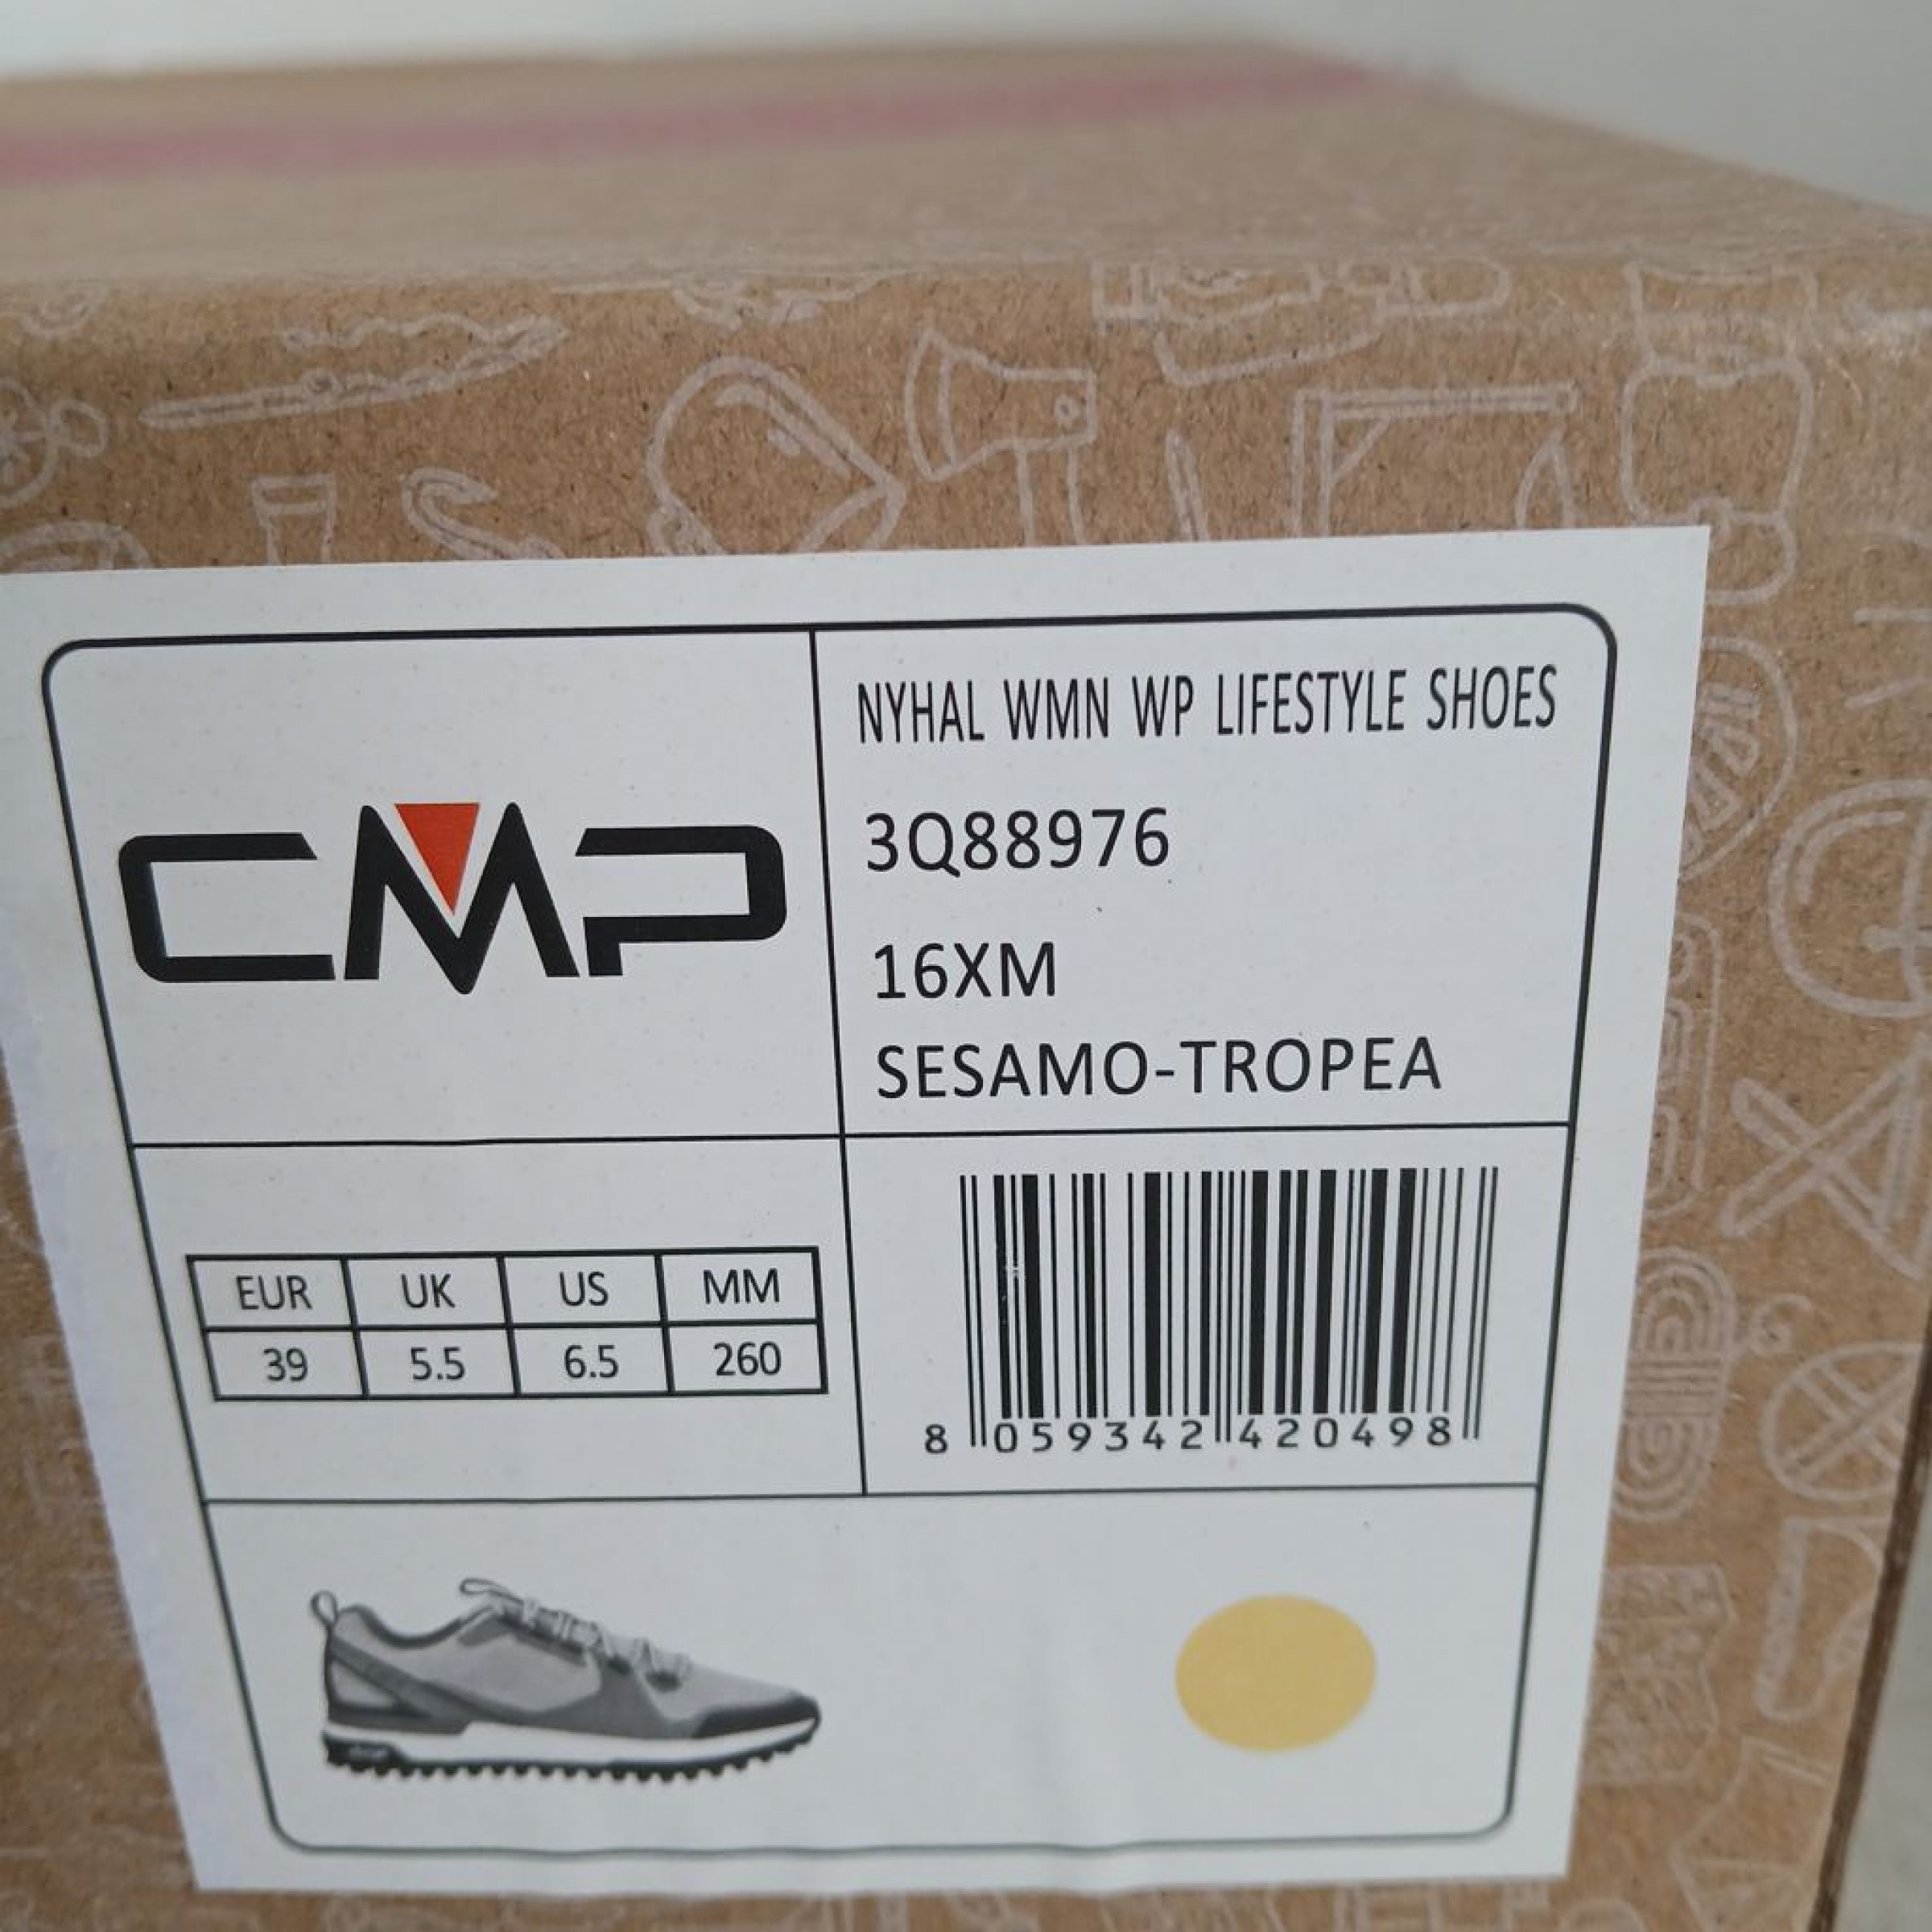 CMP
NYHAL WMN WP LIFESTYLE SHOES
3Q88976
16XM
SESAMO-TROPEA
EUR UK US MM
39 5.5 6.5 260
8 059342 420498